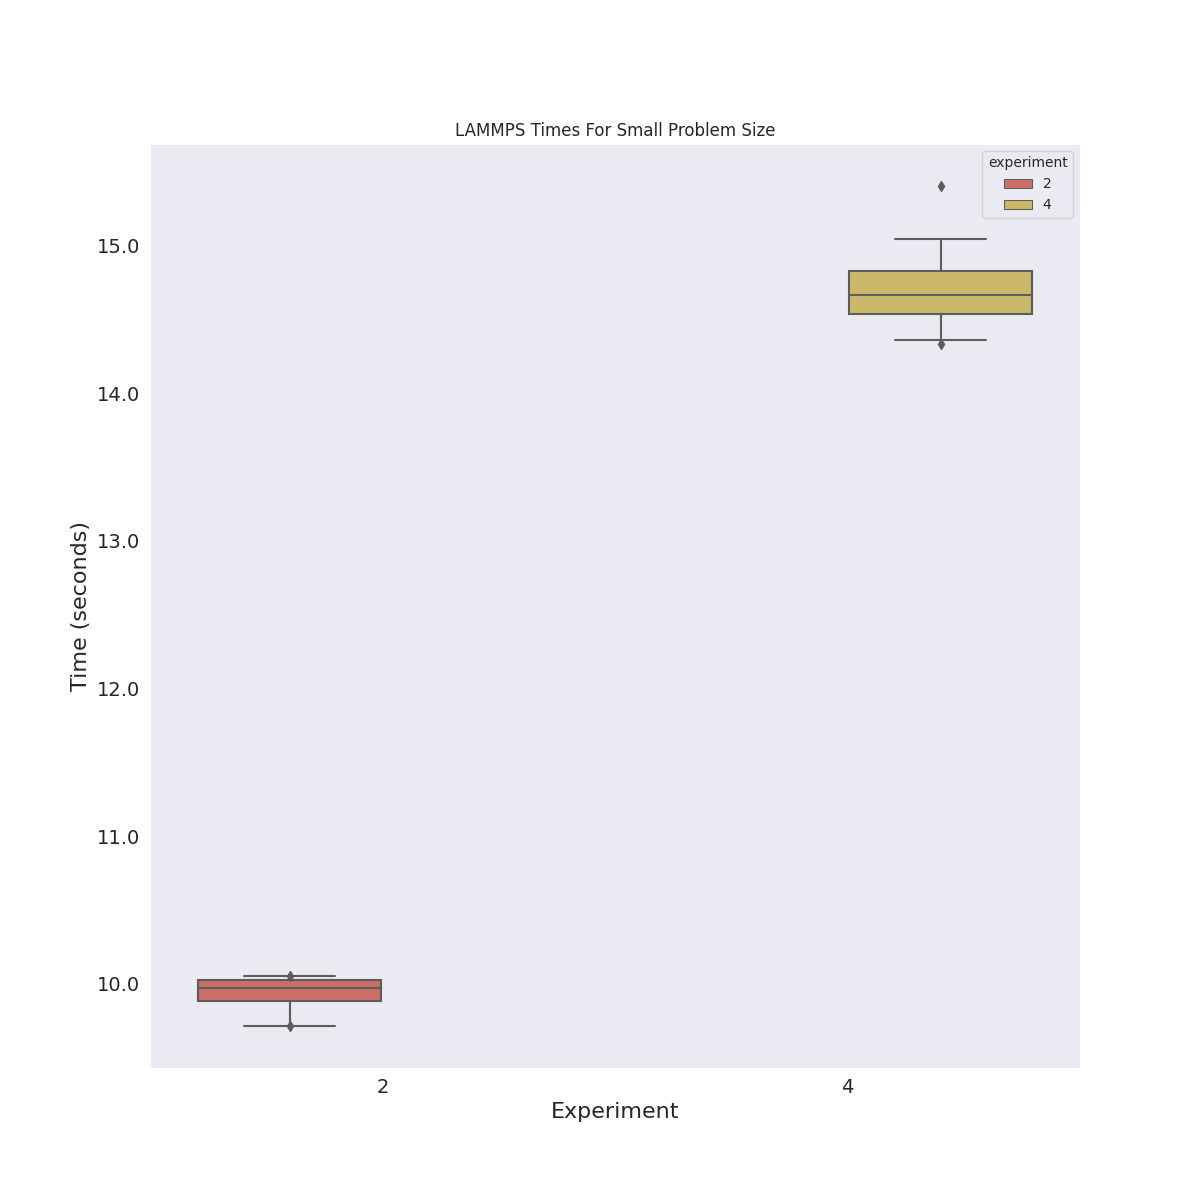 LAMMPS Times For Small Problem Size
experiment
2
4
15.0
14.0
13.0
12.0
11.0
10.0
Time (seconds)
2
4
Experiment